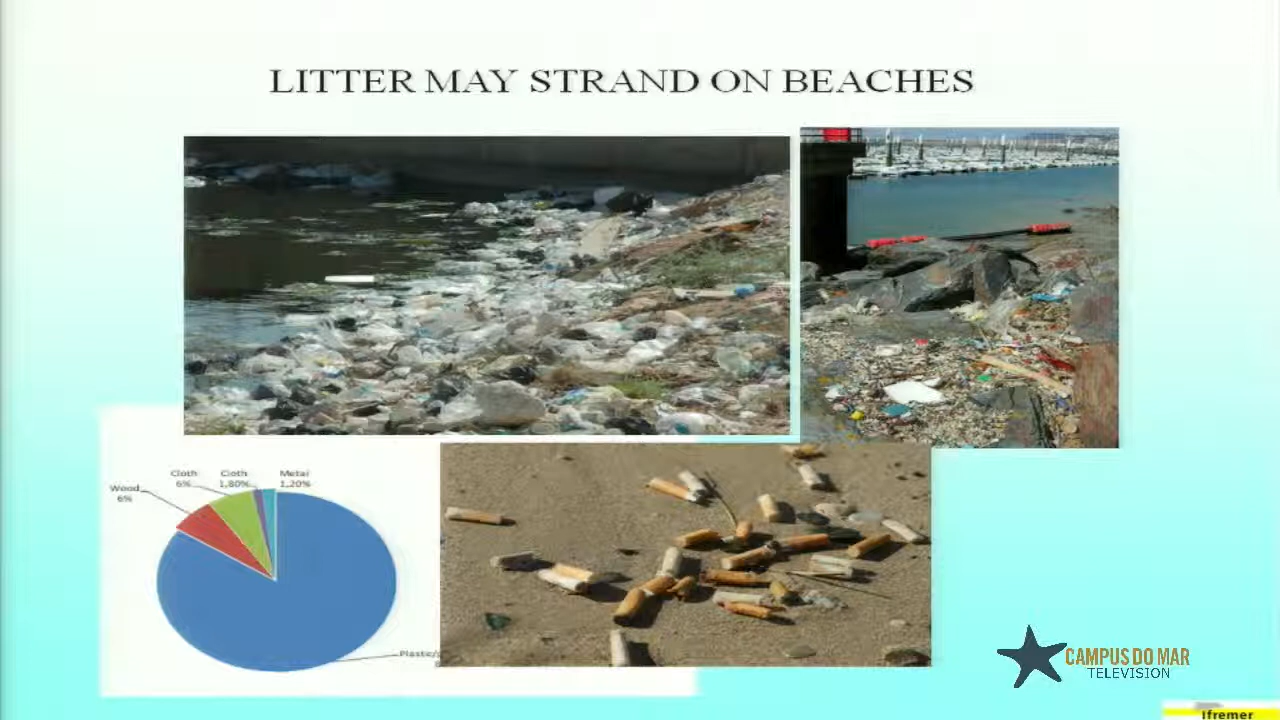 LITTER MAY STRAND ON BEACHES
Cloth
6%
Cloth
1,80%
Metal
1,20%
Wood
6%
Plastic/
CAMPUS DO MAR
TELEVISION
Ifremer